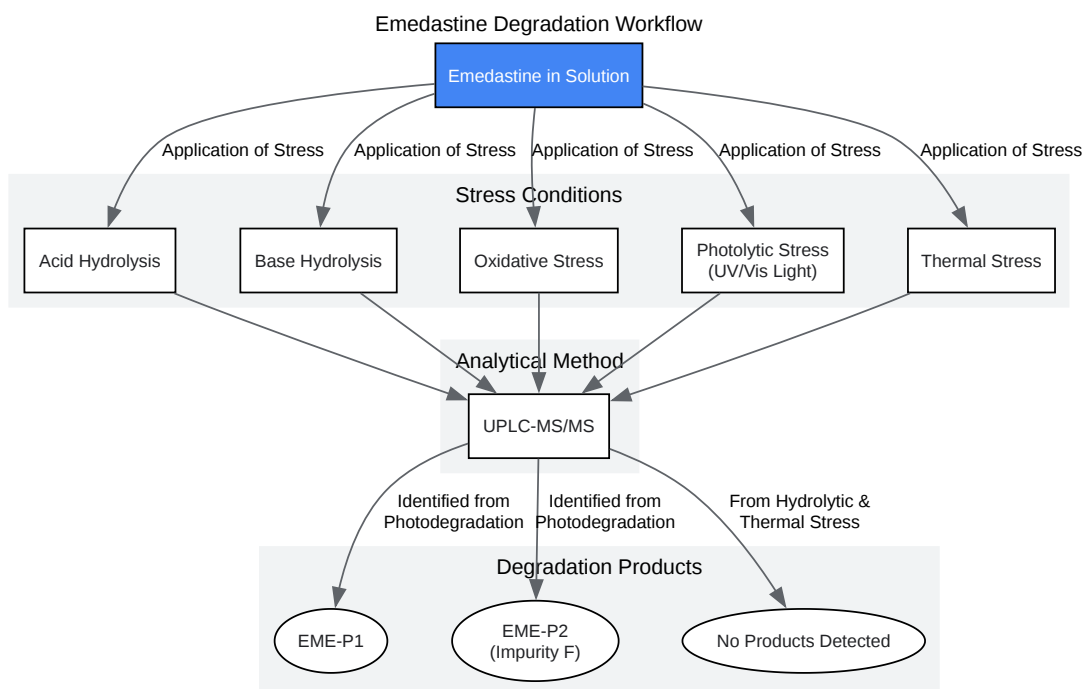 Emedastine Degradation Workflow
Emedastine in Solution
Application of Stress
Application of Stress
Application of Stress
Application of Stress
Application of Stress
Stress Conditions
Acid Hydrolysis
Base Hydrolysis
Oxidative Stress
Photolytic Stress
(UV/Vis Light)
Thermal Stress
Analytical Method
UPLC-MS/MS
Identified from
Photodegradation
Identified from
Photodegradation
From Hydrolytic &
Thermal Stress
Degradation Products
EME-P1
EME-P2
(Impurity F)
No Products Detected